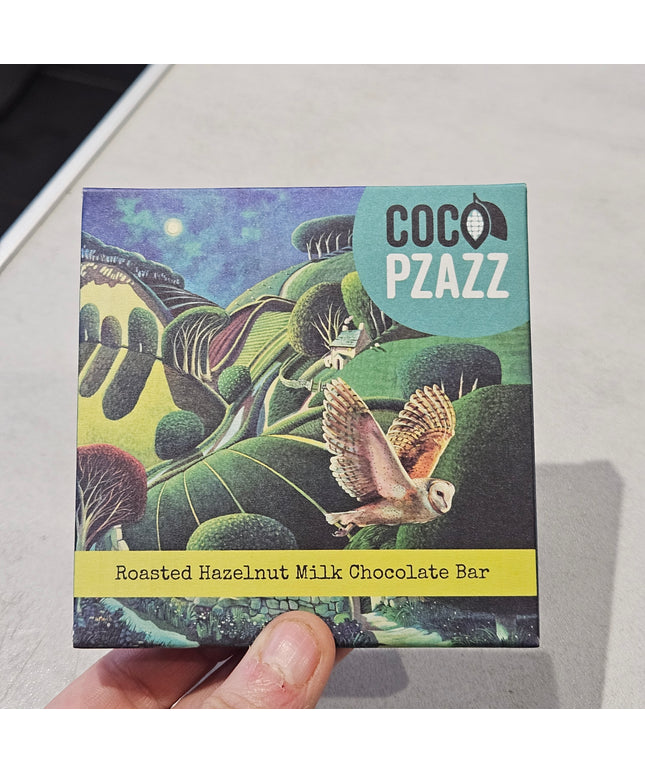 COCO
PZAZZ
Roasted Hazelnut Milk Chocolate Bar